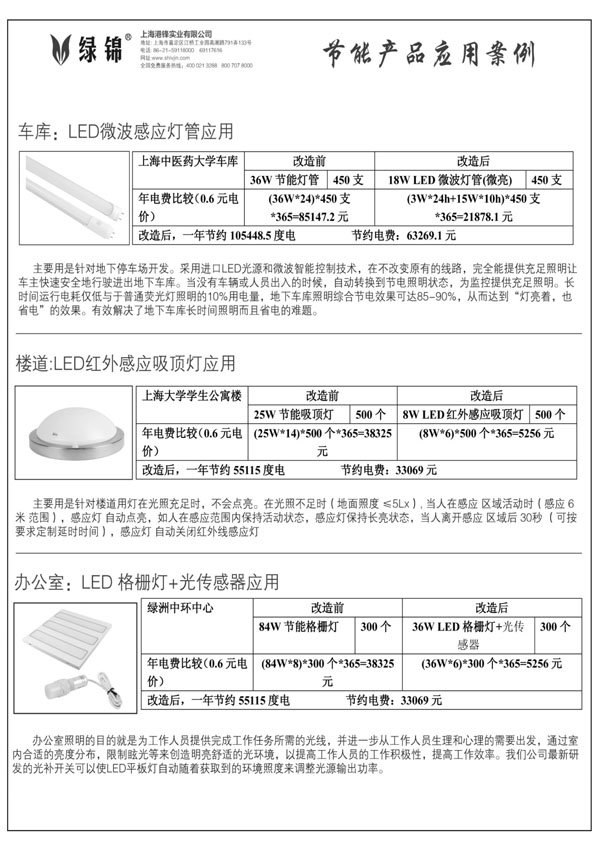 绿锦®
上海港锋实业有限公司
地址: 上海市嘉定区江桥工业园高潮路791弄133号
电话: 86-21-59118000 69117616
网址:www.shlvjin.com
全国免费服务热线: 400 021 3288 800 707 8000
节能产品应用案例
车库：LED微波感应灯管应用
上海中医药大学车库 改造前 改造后
36W 节能灯管 450 支 18W LED 微波灯管(微亮) 450 支
年电费比较（0.6 元电价） (36W*24)*450 支*365=85147.2 元 (3W*24h+15W*10h)*450 支*365=21878.1 元
改造后，一年节约 105448.5 度电 节约电费：63269.1 元
主要用是针对地下停车场开发。采用进口LED光源和微波智能控制技术，在不改变原有的线路，完全能提供充足照明让
车主快速安全地行驶进出地下车库。当没有车辆或人员出入的时候，自动转换到节电照明状态，为监控提供充足照明。长
时间运行电耗仅低与于普通荧光灯照明的10%用电量，地下车库照明综合节电效果可达85-90%，从而达到“灯亮着，也
省电”的效果。有效解决了地下车库长时间照明而且省电的难题。
楼道:LED红外感应吸顶灯应用
上海大学学生公寓楼 改造前 改造后
25W 节能吸顶灯 500 个 8W LED 红外感应吸顶灯 500 个
年电费比较（0.6 元电价） (25W*14)*500 个*365=38325 元 (8W*6)*500 个*365=5256 元
改造后，一年节约 55115 度电 节约电费：33069 元
主要用是针对楼道用灯在光照充足时，不会点亮。在光照不足时（地面照度 ≤5Lx）, 当人在感应 区域活动时（感应 6
米 范围），感应灯 自动点亮，如人在感应范围内保持活动状态，感应灯保持长亮状态，当人离开感应 区域后 30秒 （可按
要求定制延时时间），感应灯 自动关闭红外线感应灯
办公室：LED 格栅灯+光传感器应用
绿洲中环中心 改造前 改造后
84W 节能格栅灯 300 个 36W LED 格栅灯+光传感器 300 个
年电费比较（0.6 元电价） (84W*8)*300 个*365=38325 元 (36W*6)*300 个*365=5256 元
改造后，一年节约 55115 度电 节约电费：33069 元
办公室照明的目的就是为工作人员提供完成工作任务所需的光线，并进一步从工作人员生理和心理的需要出发，通过室
内合适的亮度分布，限制眩光等来创造明亮舒适的光环境，以提高工作人员的工作积极性，提高工作效率。我们公司最新研
发的光补开关可以使LED平板灯自动随着获取到的环境照度来调整光源输出功率。